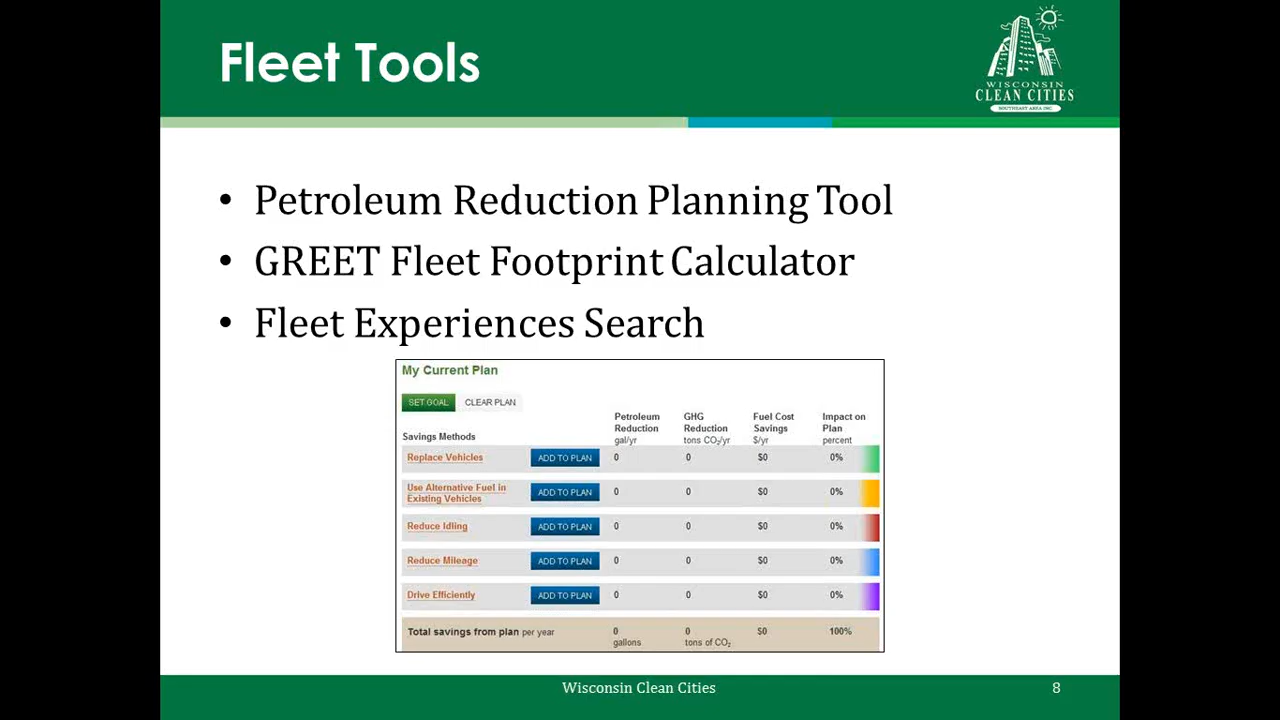 Fleet Tools
WISCONSIN
CLEAN CITIES
SOUTHEAST AREA INC
• Petroleum Reduction Planning Tool
• GREET Fleet Footprint Calculator
• Fleet Experiences Search
My Current Plan
SET GOAL CLEAR PLAN
Savings Methods Petroleum Reduction gal/yr GHG Reduction tons CO₂/yr Fuel Cost Savings $/yr Impact on Plan percent
Replace Vehicles ADD TO PLAN 0 0 $0 0%
Use Alternative Fuel in
Existing Vehicles ADD TO PLAN 0 0 $0 0%
Reduce Idling ADD TO PLAN 0 0 $0 0%
Reduce Mileage ADD TO PLAN 0 0 $0 0%
Drive Efficiently ADD TO PLAN 0 0 $0 0%
Total savings from plan per year 0 0 $0 100%
gallons tons of CO₂
Wisconsin Clean Cities 8